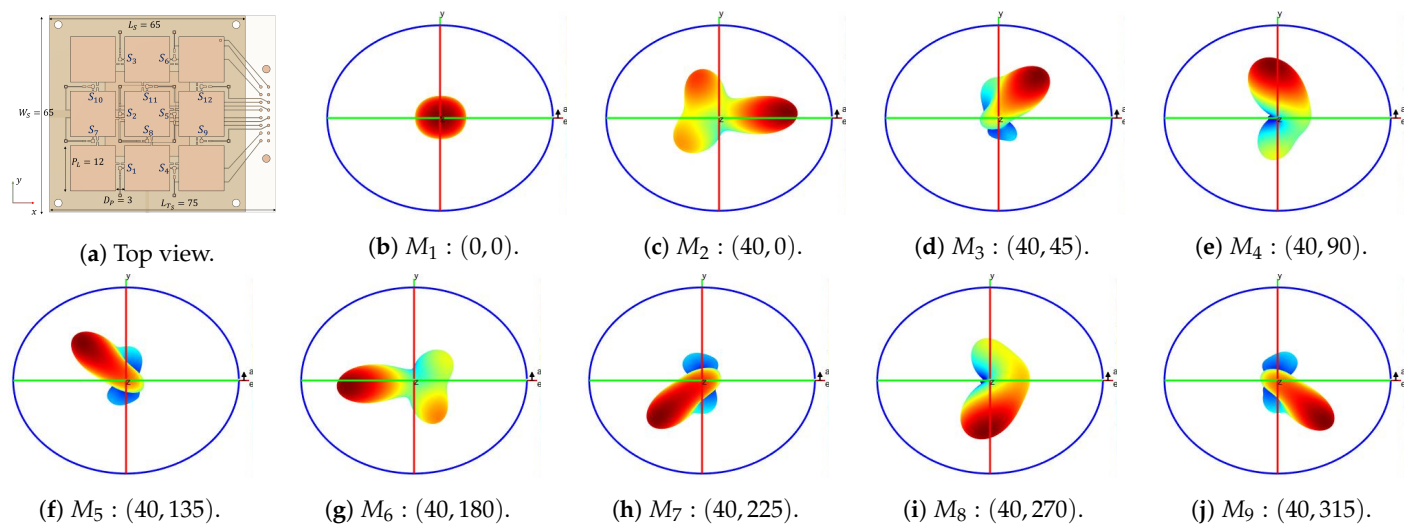 L_S = 65
S_3 S_6
S_10 S_11 S_12
W_S = 65
S_2 S_5
S_7 S_8 S_9
P_L = 12
S_1 S_4
D_P = 3
L_{T_S} = 75
y
x
y
z
y
z
a
e
y
z
a
e
y
z
a
e
(a) Top view.
(b) M_1 : (0, 0).
(c) M_2 : (40, 0).
(d) M_3 : (40, 45).
(e) M_4 : (40, 90).
y
z
a
e
y
z
a
e
y
z
a
e
y
z
a
e
y
z
a
e
(f) M_5 : (40, 135).
(g) M_6 : (40, 180).
(h) M_7 : (40, 225).
(i) M_8 : (40, 270).
(j) M_9 : (40, 315).